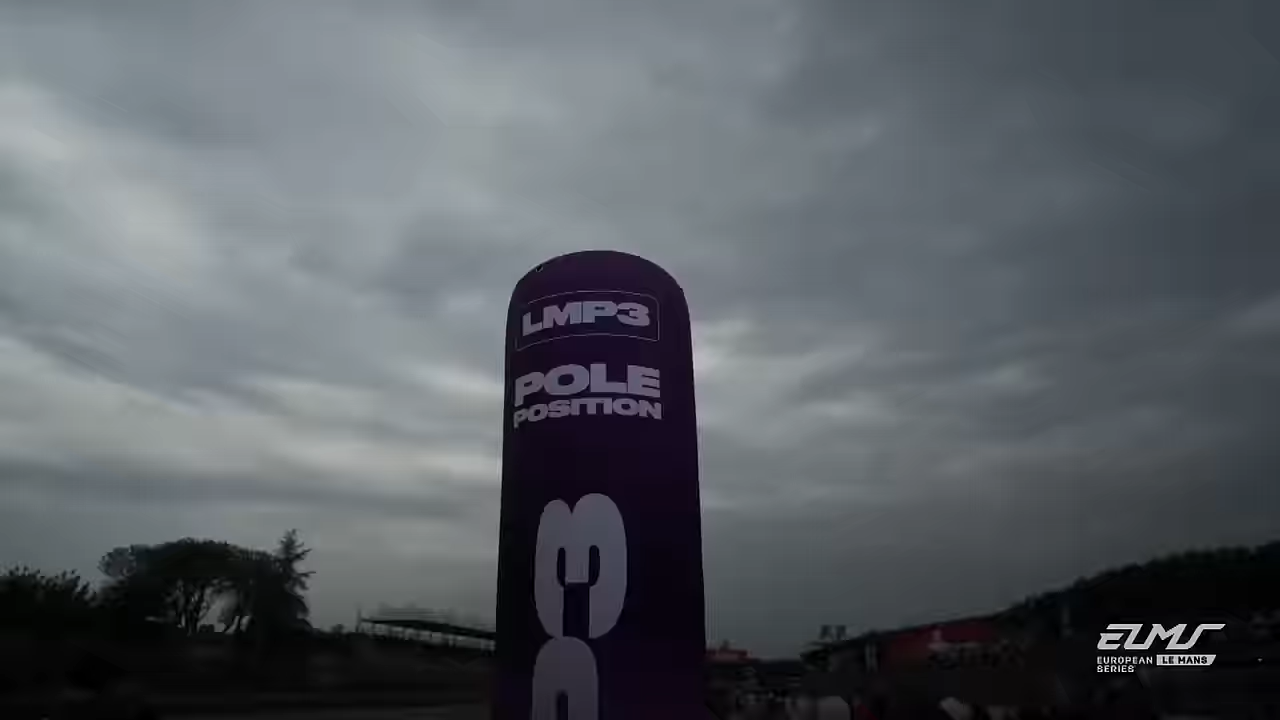 LMP3
POLE
POSITION
ELMS
EUROPEAN LE MANS
SERIES